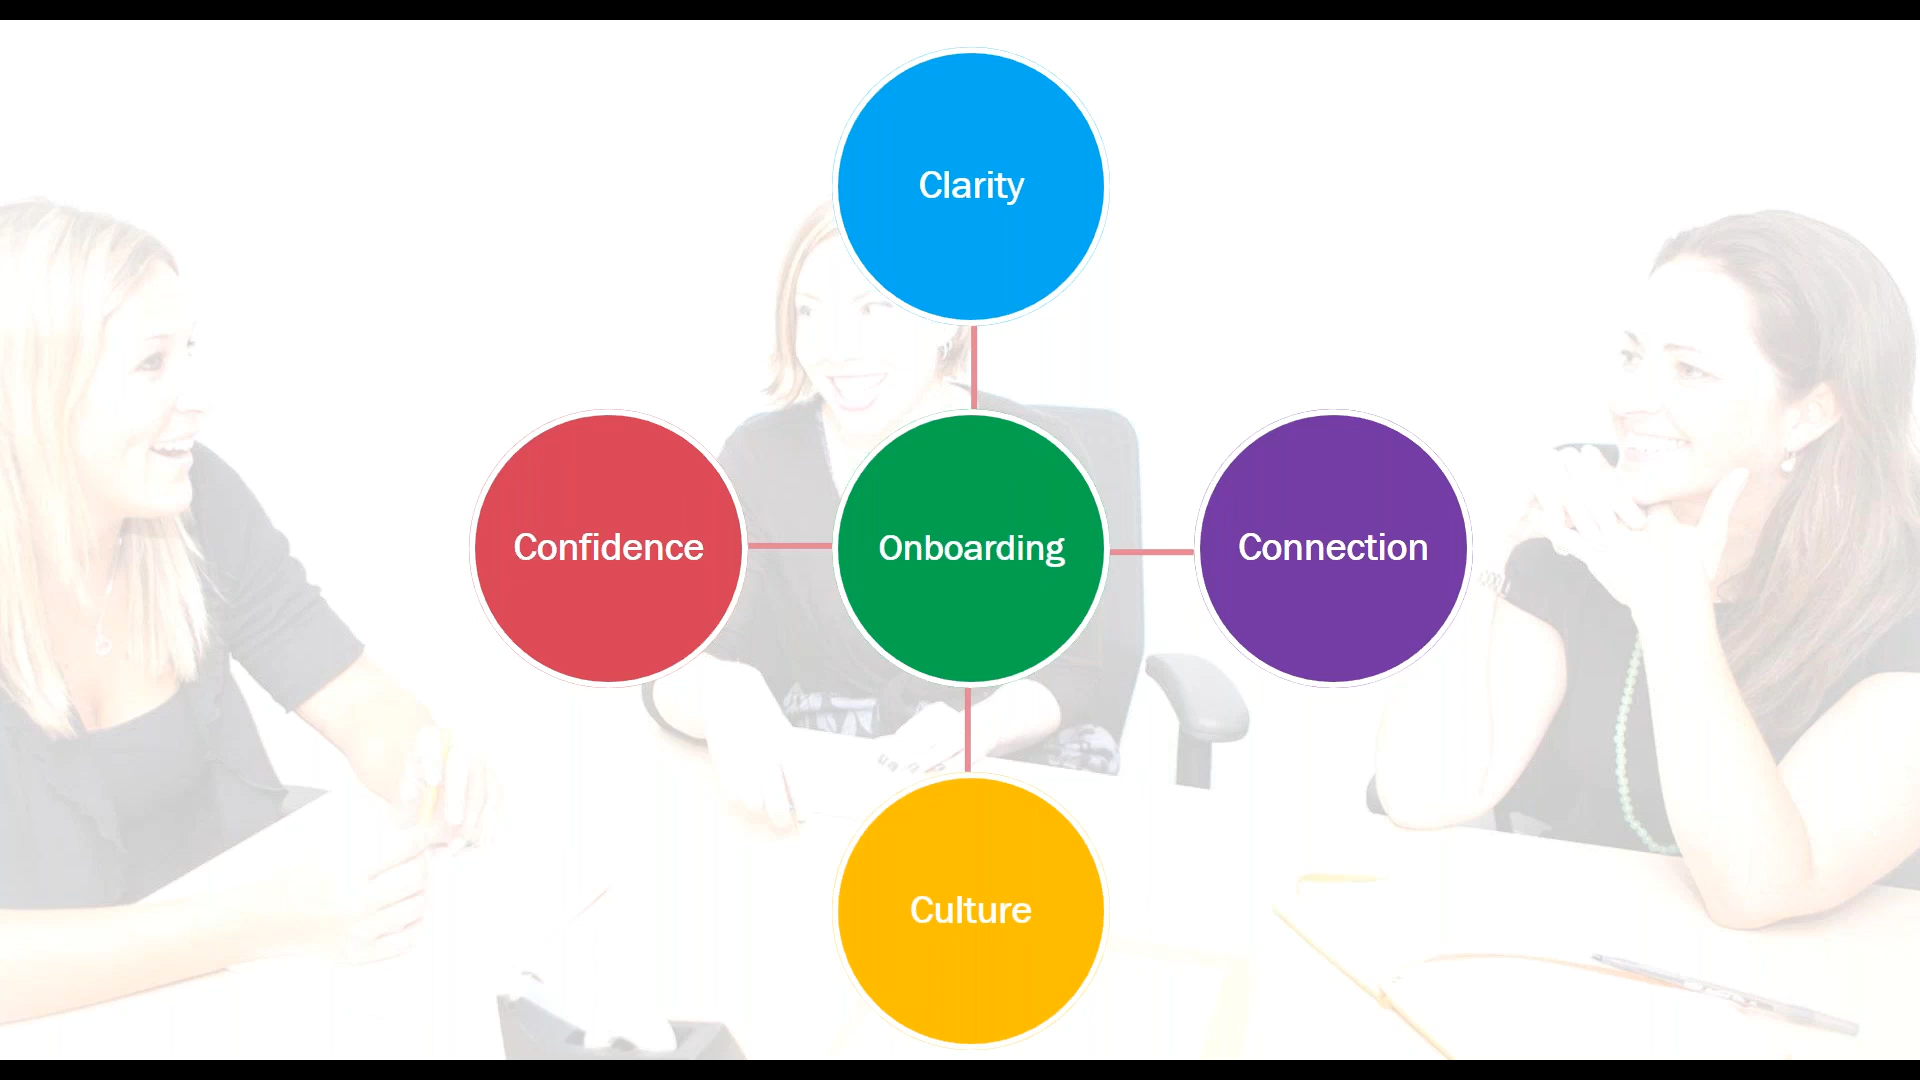 Clarity
Confidence
Onboarding
Connection
Culture